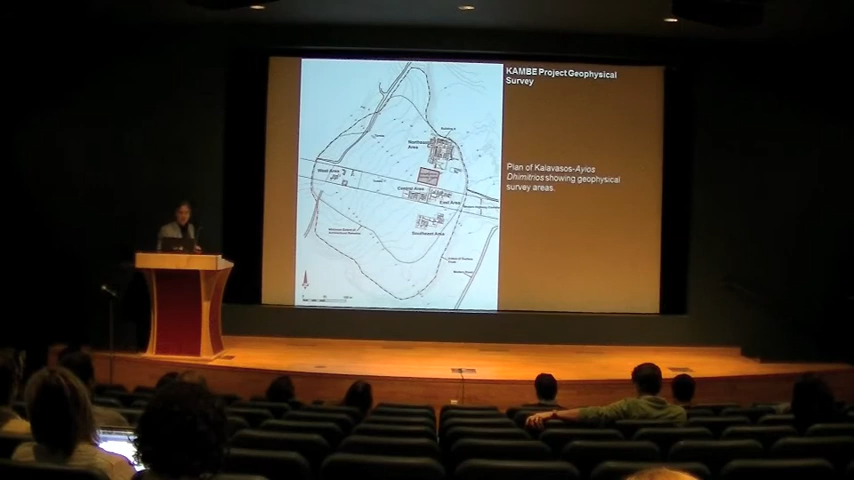 KAMBE Project Geophysical
Survey
Plan of Kalavasos-Ayios
Dhimitrios showing geophysical
survey areas.
Northeast
Area
West Area
Central Area
East Area
Southeast Area